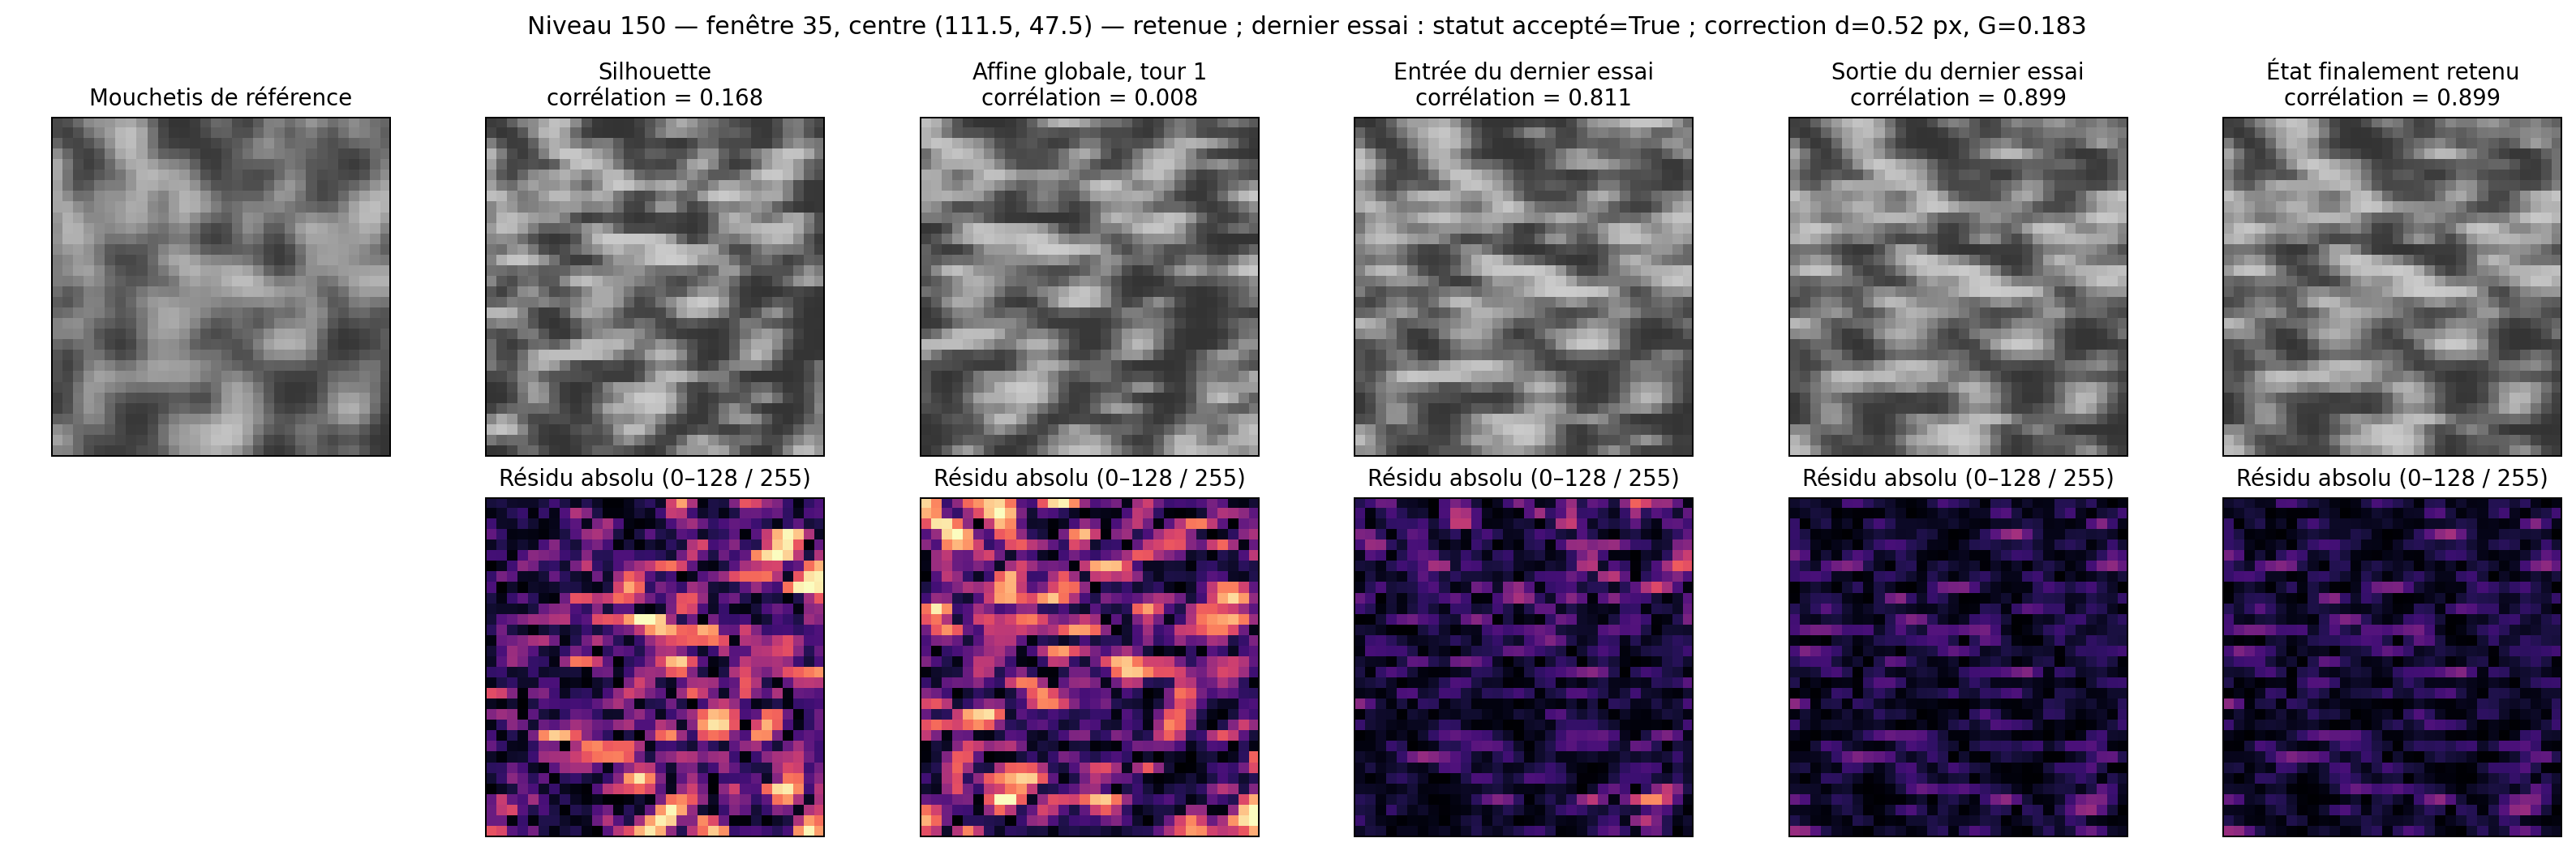 Niveau 150 — fenêtre 35, centre (111.5, 47.5) — retenue ; dernier essai : statut accepté=True ; correction d=0.52 px, G=0.183
Mouchetis de référence
Silhouette
corrélation = 0.168
Affine globale, tour 1
corrélation = 0.008
Entrée du dernier essai
corrélation = 0.811
Sortie du dernier essai
corrélation = 0.899
État finalement retenu
corrélation = 0.899
Résidu absolu (0–128 / 255)
Résidu absolu (0–128 / 255)
Résidu absolu (0–128 / 255)
Résidu absolu (0–128 / 255)
Résidu absolu (0–128 / 255)